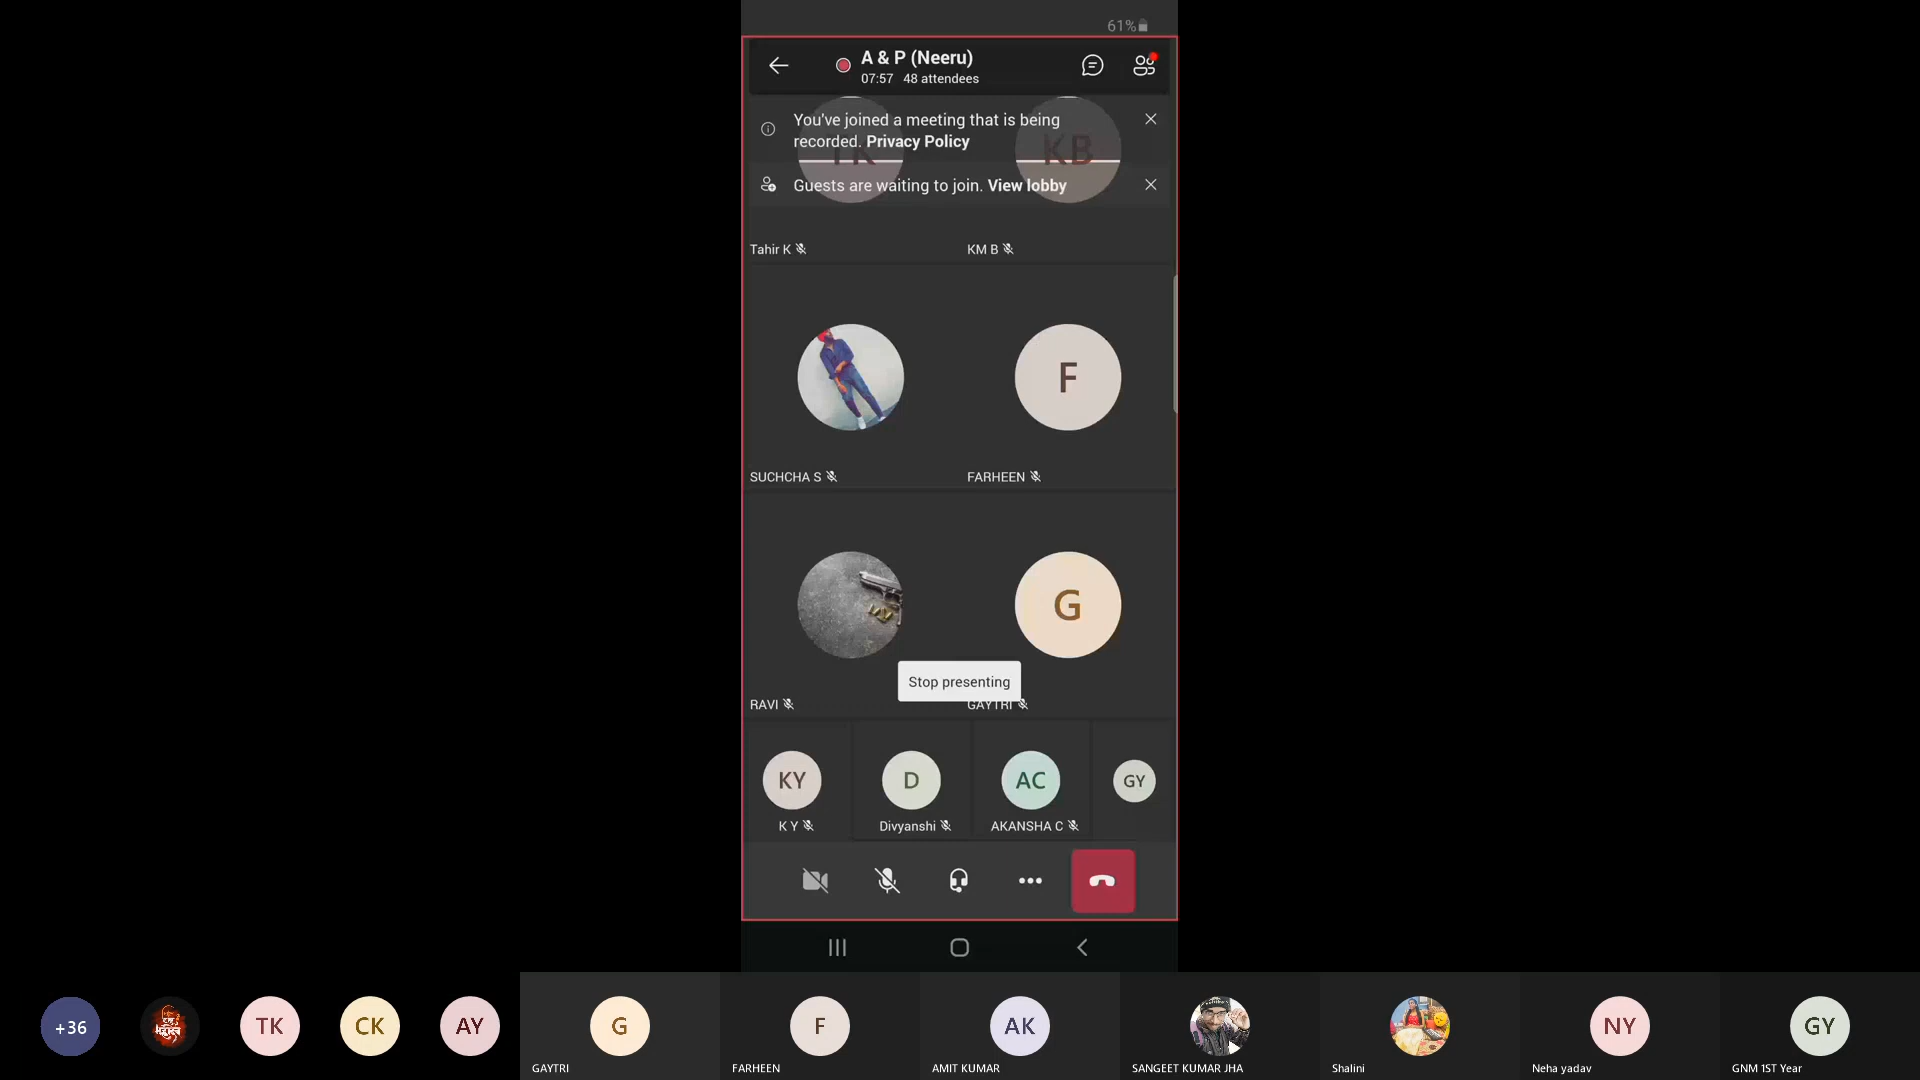 61%
A & P (Neeru)
07:57 48 attendees
You've joined a meeting that is being
recorded. Privacy Policy
KB
Guests are waiting to join. View lobby
Tahir K
KM B
F
SUCHCHA S
FARHEEN
G
Stop presenting
RAVI
GAYTRI
KY
D
AC
GY
K Y
Divyanshi
AKANSHA C
+36
TK
CK
AY
G
F
AK
NY
GY
GAYTRI
FARHEEN
AMIT KUMAR
SANGEET KUMAR JHA
Shalini
Neha yadav
GNM 1ST Year